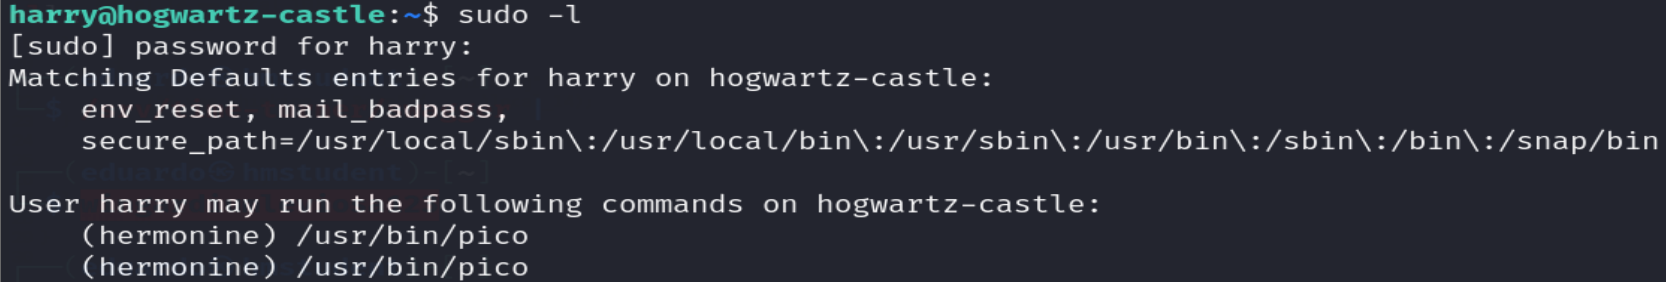 harry@hogwartz-castle:~$ sudo -l
[sudo] password for harry:
Matching Defaults entries for harry on hogwartz-castle:
    env_reset, mail_badpass,
    secure_path=/usr/local/sbin\:/usr/local/bin\:/usr/sbin\:/usr/bin\:/sbin\:/bin\:/snap/bin
(eduardo㉿hmstudent)-[~]
User harry may run the following commands on hogwartz-castle:
    (hermonine) /usr/bin/pico
    (hermonine) /usr/bin/pico